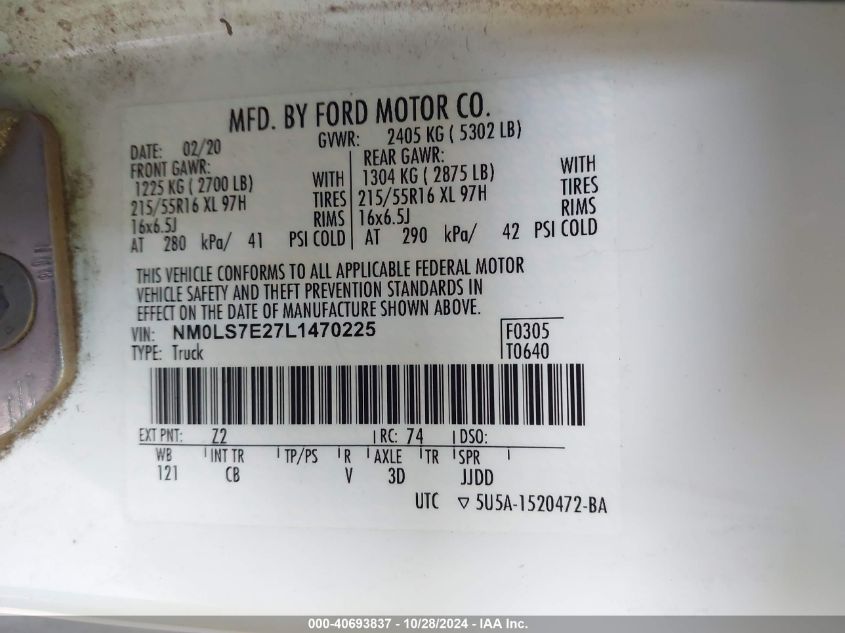 MFD. BY FORD MOTOR CO.
DATE: 02/20 GVWR: 2405 KG ( 5302 LB)
FRONT GAWR: REAR GAWR:
1225 KG ( 2700 LB) WITH 1304 KG ( 2875 LB) WITH
215/55R16 XL 97H TIRES 215/55R16 XL 97H TIRES
16x6.5J RIMS 16x6.5J RIMS
AT 280 kPa/ 41 PSI COLD AT 290 kPa/ 42 PSI COLD
THIS VEHICLE CONFORMS TO ALL APPLICABLE FEDERAL MOTOR
VEHICLE SAFETY AND THEFT PREVENTION STANDARDS IN
EFFECT ON THE DATE OF MANUFACTURE SHOWN ABOVE.
VIN: NM0LS7E27L1470225 F0305
TYPE: Truck T0640
EXT PNT: Z2 RC: 74 DSO:
WB INT TR TP/PS R AXLE TR SPR
121 CB V 3D JJDD
UTC ▽ 5U5A-1520472-BA
000-40693837 - 10/28/2024 - IAA Inc.